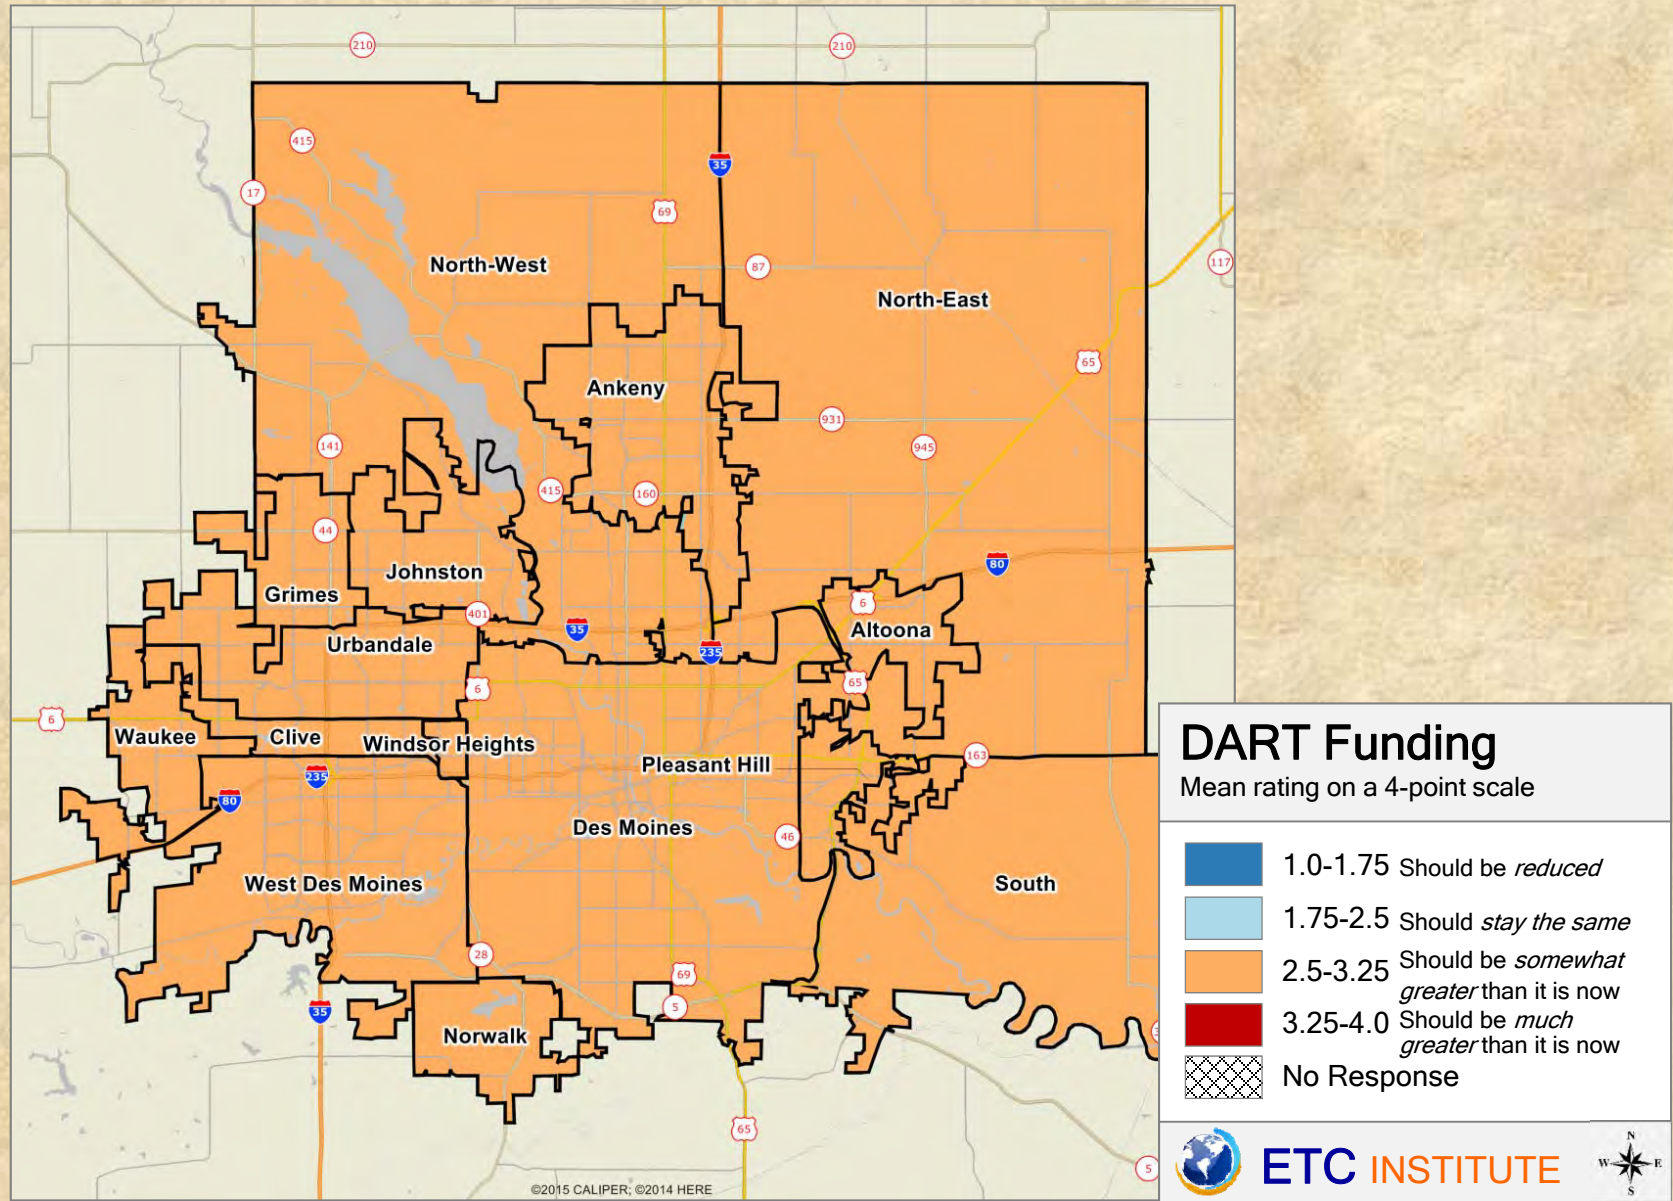 210
210
415
35
17
69
87
117
North-West
North-East
65
Ankeny
931
141
945
415
160
44
80
Johnston
Grimes
6
401
35
Altoona
Urbandale
235
65
6
6
Waukee
Clive
Windsor Heights
163
Pleasant Hill
235
80
Des Moines
46
West Des Moines
South
28
69
5
35
Norwalk
65
5
©2015 CALIPER; ©2014 HERE
DART Funding
Mean rating on a 4-point scale
1.0-1.75 Should be reduced
1.75-2.5 Should stay the same
2.5-3.25 Should be somewhat
greater than it is now
3.25-4.0 Should be much
greater than it is now
No Response
ETC INSTITUTE
N
W E
S